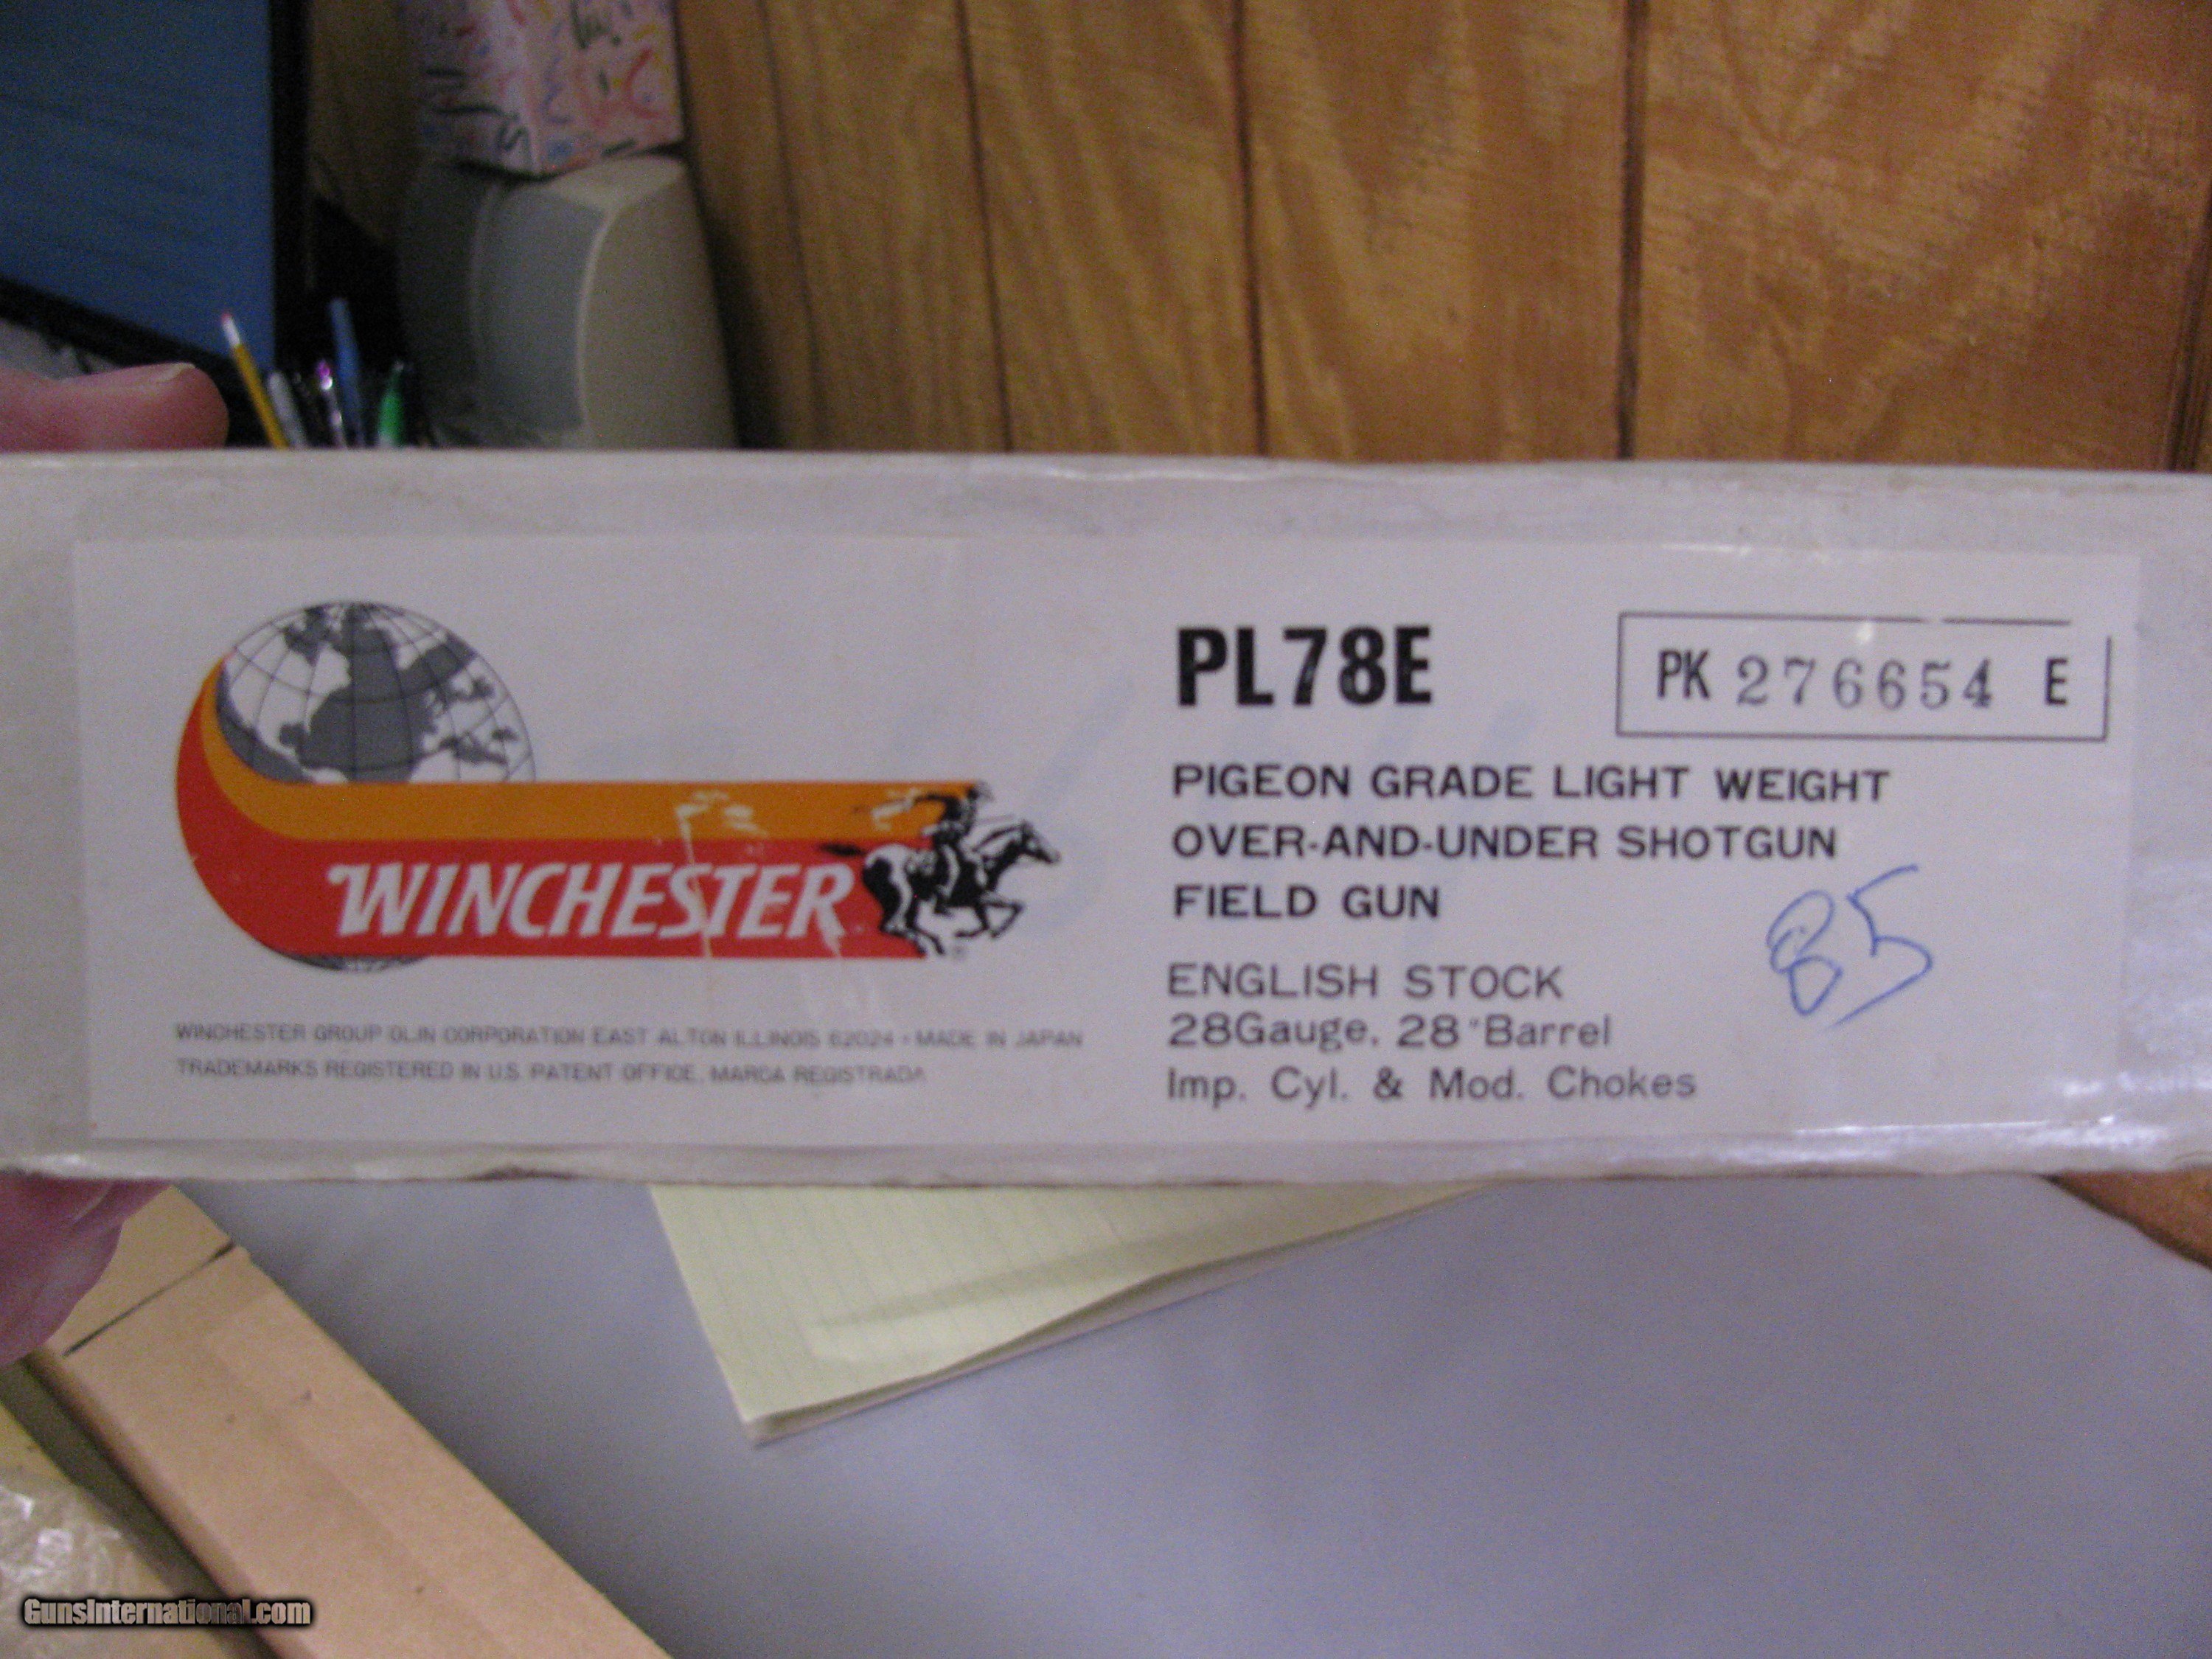 PL78E
PK 276654 E
PIGEON GRADE LIGHT WEIGHT
OVER-AND-UNDER SHOTGUN
FIELD GUN
85
ENGLISH STOCK
28Gauge, 28"Barrel
Imp. Cyl. & Mod. Chokes
WINCHESTER
®
WINCHESTER GROUP OLIN CORPORATION EAST ALTON ILLINOIS 62024 • MADE IN JAPAN
TRADEMARKS REGISTERED IN U.S. PATENT OFFICE, MARCA REGISTRADA
GunsInternational.com